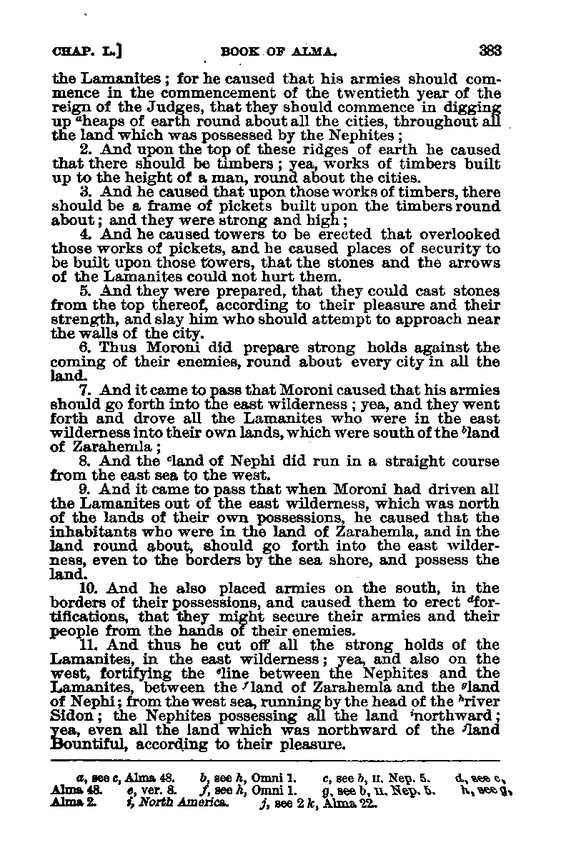 CHAP. L.] BOOK OF ALMA. 383
the Lamanites; for he caused that his armies should com-
mence in the commencement of the twentieth year of the
reign of the Judges, that they should commence in digging
up ᵃheaps of earth round about all the cities, throughout all
the land which was possessed by the Nephites;
2. And upon the top of these ridges of earth he caused
that there should be timbers; yea, works of timbers built
up to the height of a man, round about the cities.
3. And he caused that upon those works of timbers, there
should be a frame of pickets built upon the timbers round
about; and they were strong and high;
4. And he caused towers to be erected that overlooked
those works of pickets, and he caused places of security to
be built upon those towers, that the stones and the arrows
of the Lamanites could not hurt them.
5. And they were prepared, that they could cast stones
from the top thereof, according to their pleasure and their
strength, and slay him who should attempt to approach near
the walls of the city.
6. Thus Moroni did prepare strong holds against the
coming of their enemies, round about every city in all the
land.
7. And it came to pass that Moroni caused that his armies
should go forth into the east wilderness; yea, and they went
forth and drove all the Lamanites who were in the east
wilderness into their own lands, which were south of the ᵇland
of Zarahemla;
8. And the ᶜland of Nephi did run in a straight course
from the east sea to the west.
9. And it came to pass that when Moroni had driven all
the Lamanites out of the east wilderness, which was north
of the lands of their own possessions, he caused that the
inhabitants who were in the land of Zarahemla, and in the
land round about, should go forth into the east wilder-
ness, even to the borders by the sea shore, and possess the
land.
10. And he also placed armies on the south, in the
borders of their possessions, and caused them to erect ᵈfor-
tifications, that they might secure their armies and their
people from the hands of their enemies.
11. And thus he cut off all the strong holds of the
Lamanites, in the east wilderness; yea, and also on the
west, fortifying the ᵉline between the Nephites and the
Lamanites, between the ᶠland of Zarahemla and the ᵍland
of Nephi; from the west sea, running by the head of the ʰriver
Sidon; the Nephites possessing all the land ⁱnorthward;
yea, even all the land which was northward of the ʲland
Bountiful, according to their pleasure.
a, see c, Alma 48. b, see h, Omni 1. c, see b, II. Nep. 5. d, see c,
Alma 48. e, ver. 8. f, see h, Omni 1. g, see b, II. Nep. 5. h, see g,
Alma 2. i, North America. j, see 2 k, Alma 22.